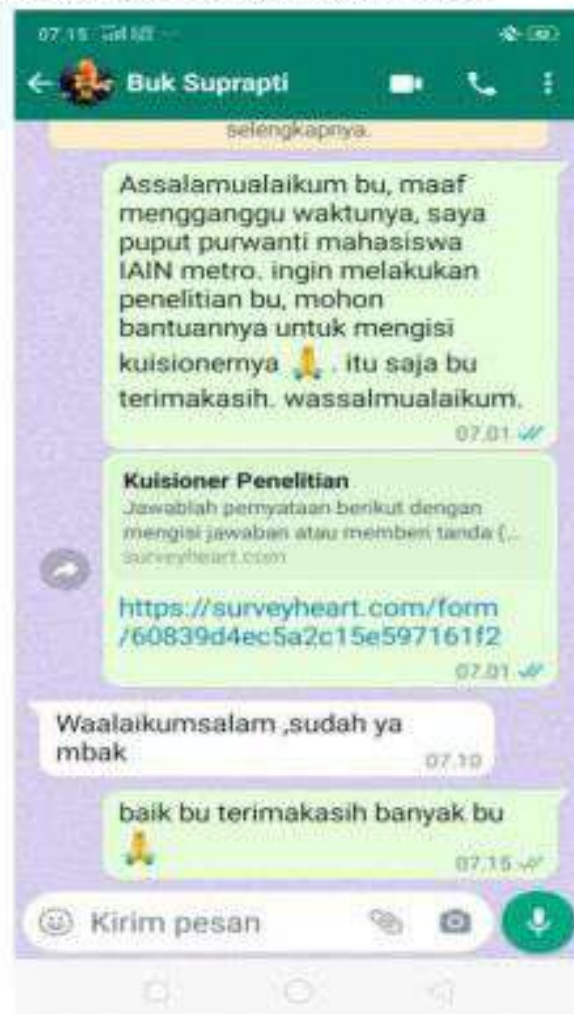 07.15
Buk Suprapti
selengkapnya.
Assalamualaikum bu, maaf
mengganggu waktunya, saya
puput purwanti mahasiswa
IAIN metro. ingin melakukan
penelitian bu, mohon
bantuannya untuk mengisi
kuisionernya 🙏 . itu saja bu
terimakasih. wassalmualaikum.
07.01
Kuisioner Penelitian
Jawablah pernyataan berikut dengan
mengisi jawaban atau memberi tanda (...
surveyheart.com
https://surveyheart.com/form
/60839d4ec5a2c15e597161f2
07.01
Waalaikumsalam ,sudah ya
mbak
07.10
baik bu terimakasih banyak bu
🙏
07.15
Kirim pesan